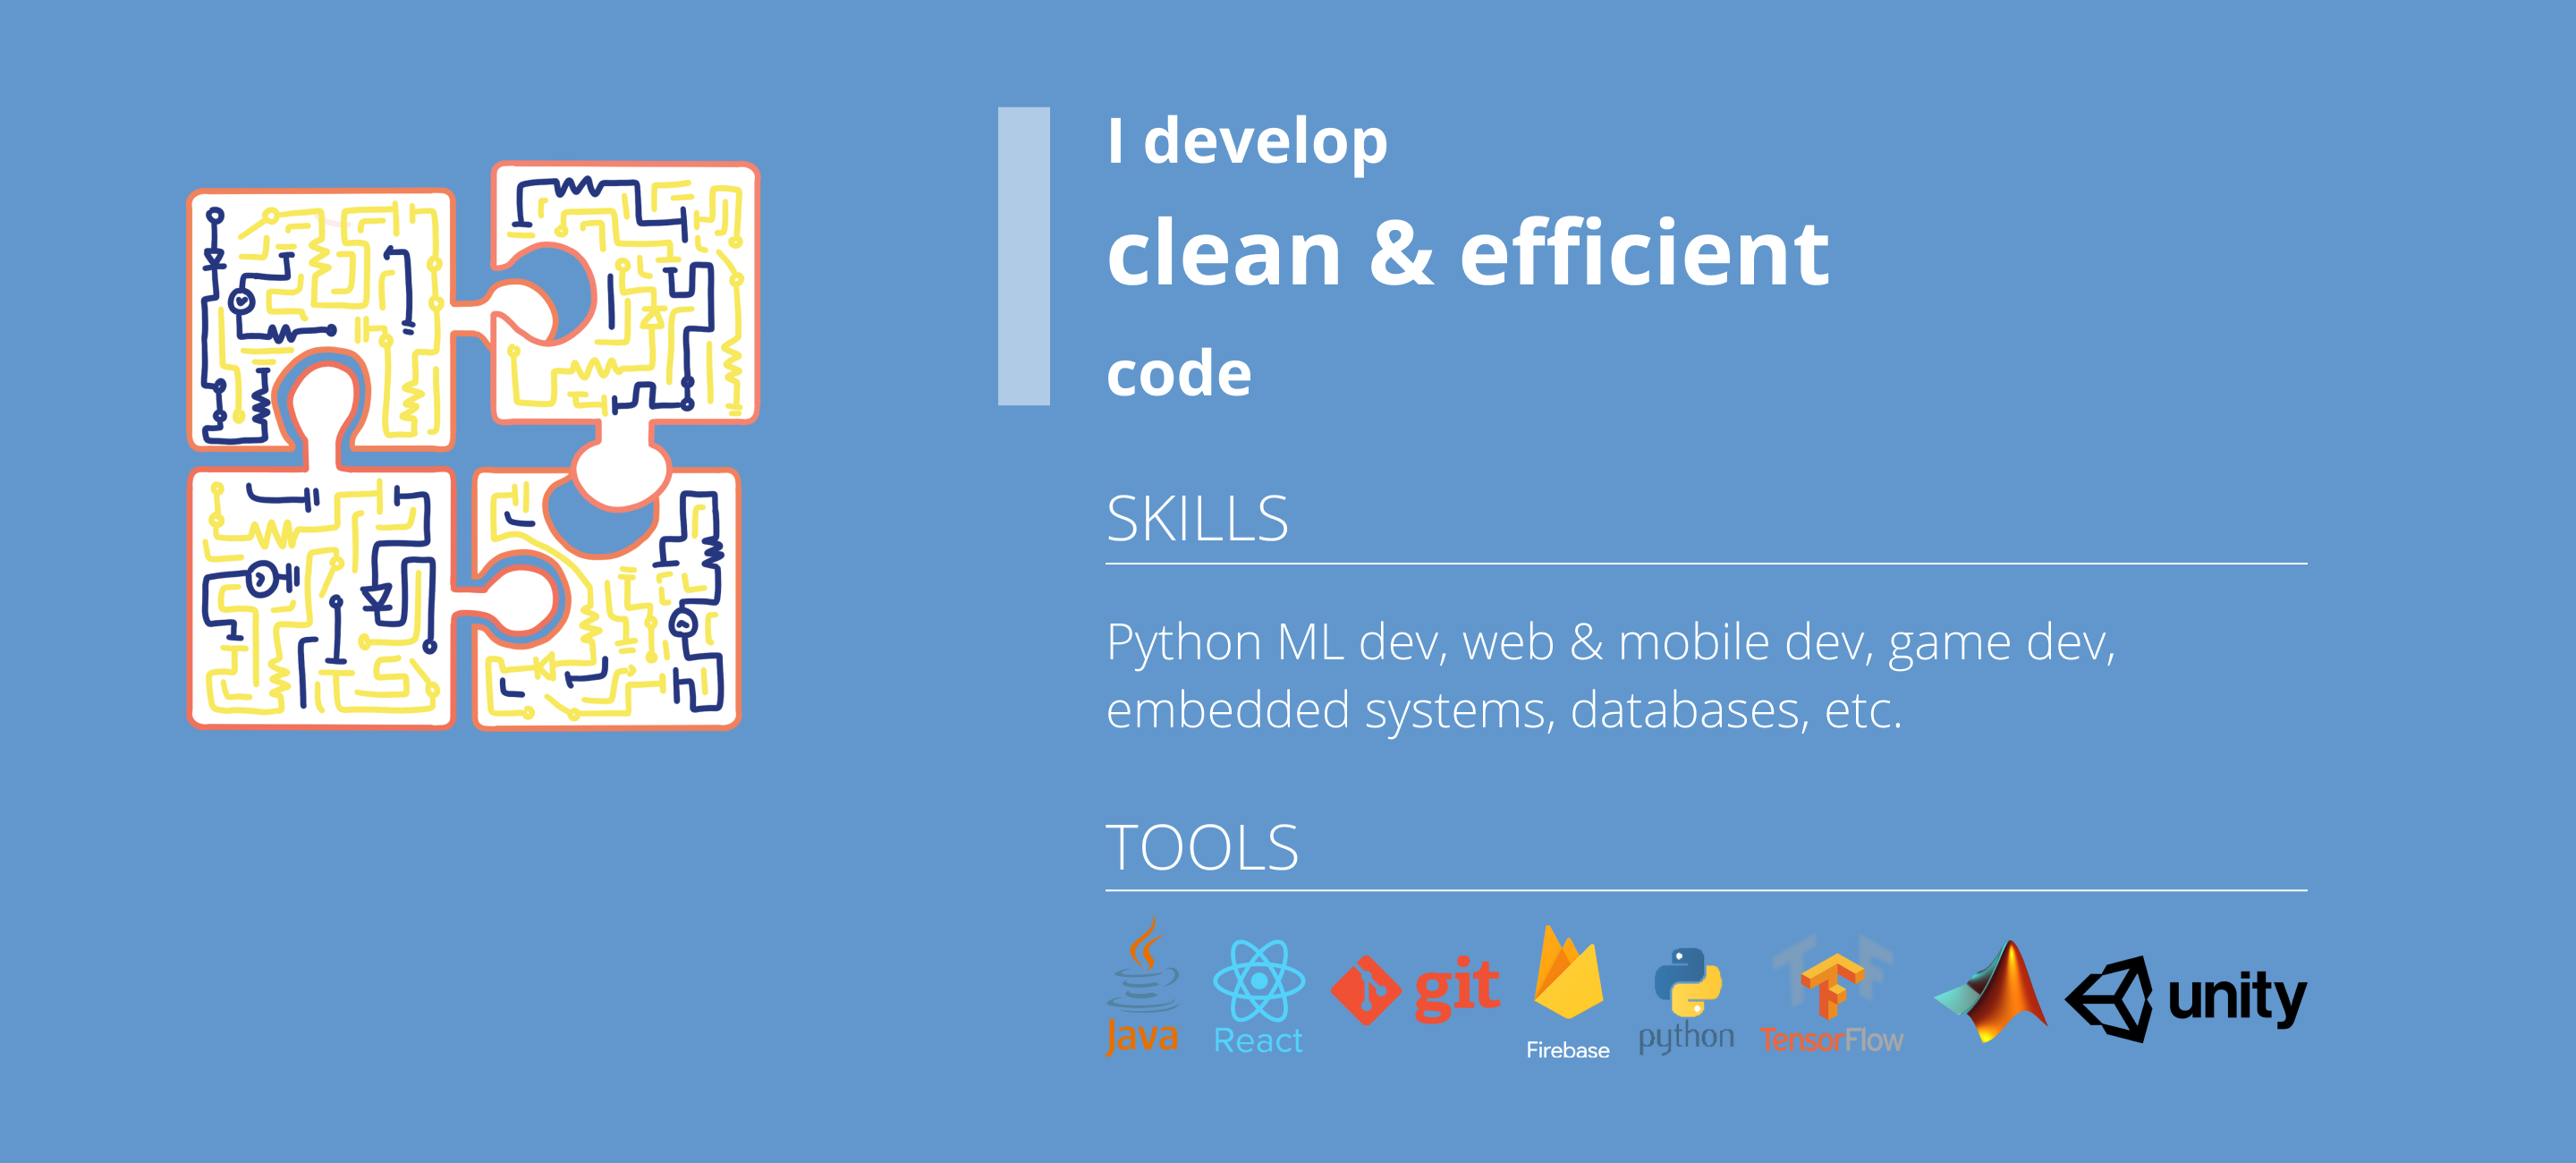 I develop
clean & efficient
code
SKILLS
Python ML dev, web & mobile dev, game dev,
embedded systems, databases, etc.
TOOLS
Java React git Firebase python TensorFlow unity